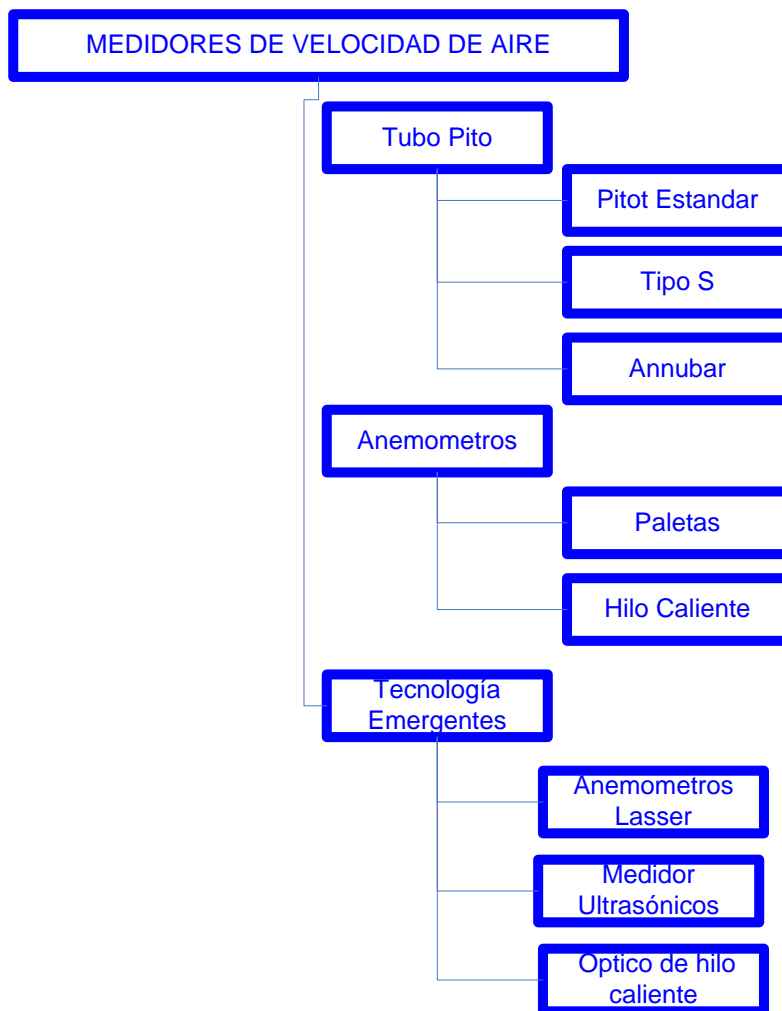 MEDIDORES DE VELOCIDAD DE AIRE
Tubo Pito
Pitot Estandar
Tipo S
Annubar
Anemometros
Paletas
Hilo Caliente
Tecnología
Emergentes
Anemometros
Lasser
Medidor
Ultrasónicos
Optico de hilo
caliente